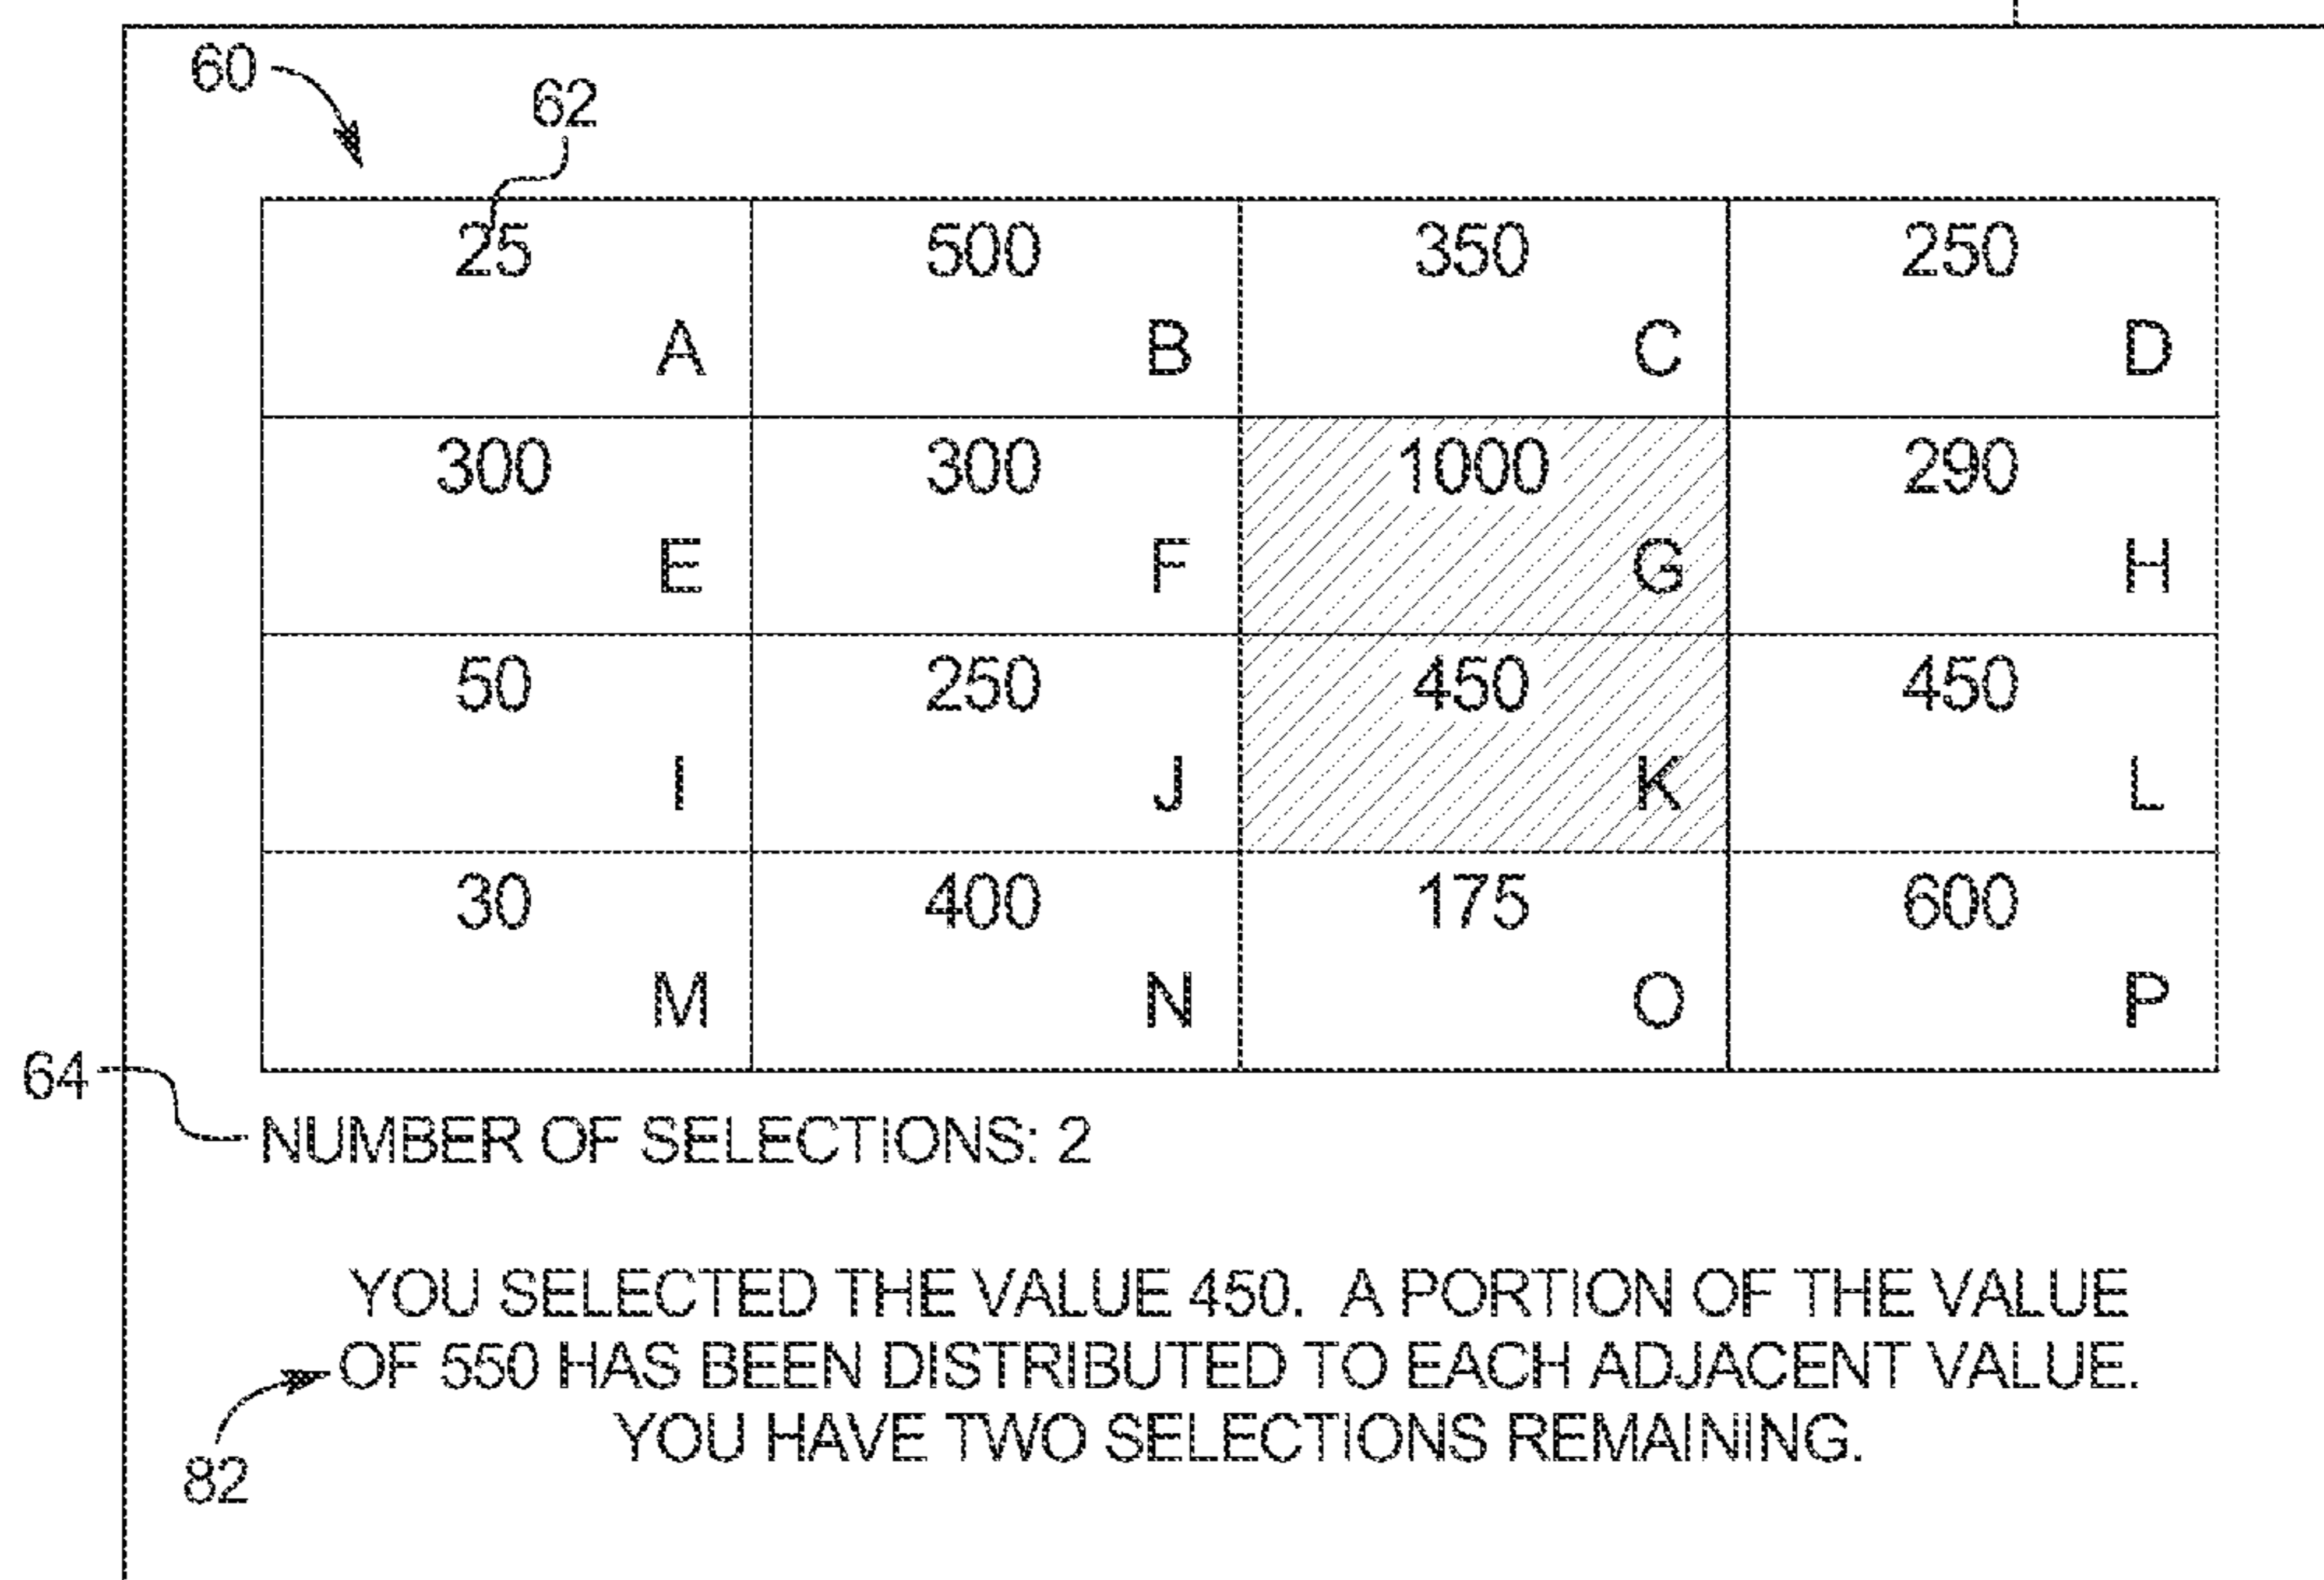 60
62
25 500 350 250
A B C D
300 300 1000 290
E F G H
50 250 450 450
I J K L
30 400 175 600
M N O P
64
NUMBER OF SELECTIONS: 2
YOU SELECTED THE VALUE 450. A PORTION OF THE VALUE
OF 550 HAS BEEN DISTRIBUTED TO EACH ADJACENT VALUE.
YOU HAVE TWO SELECTIONS REMAINING.
82